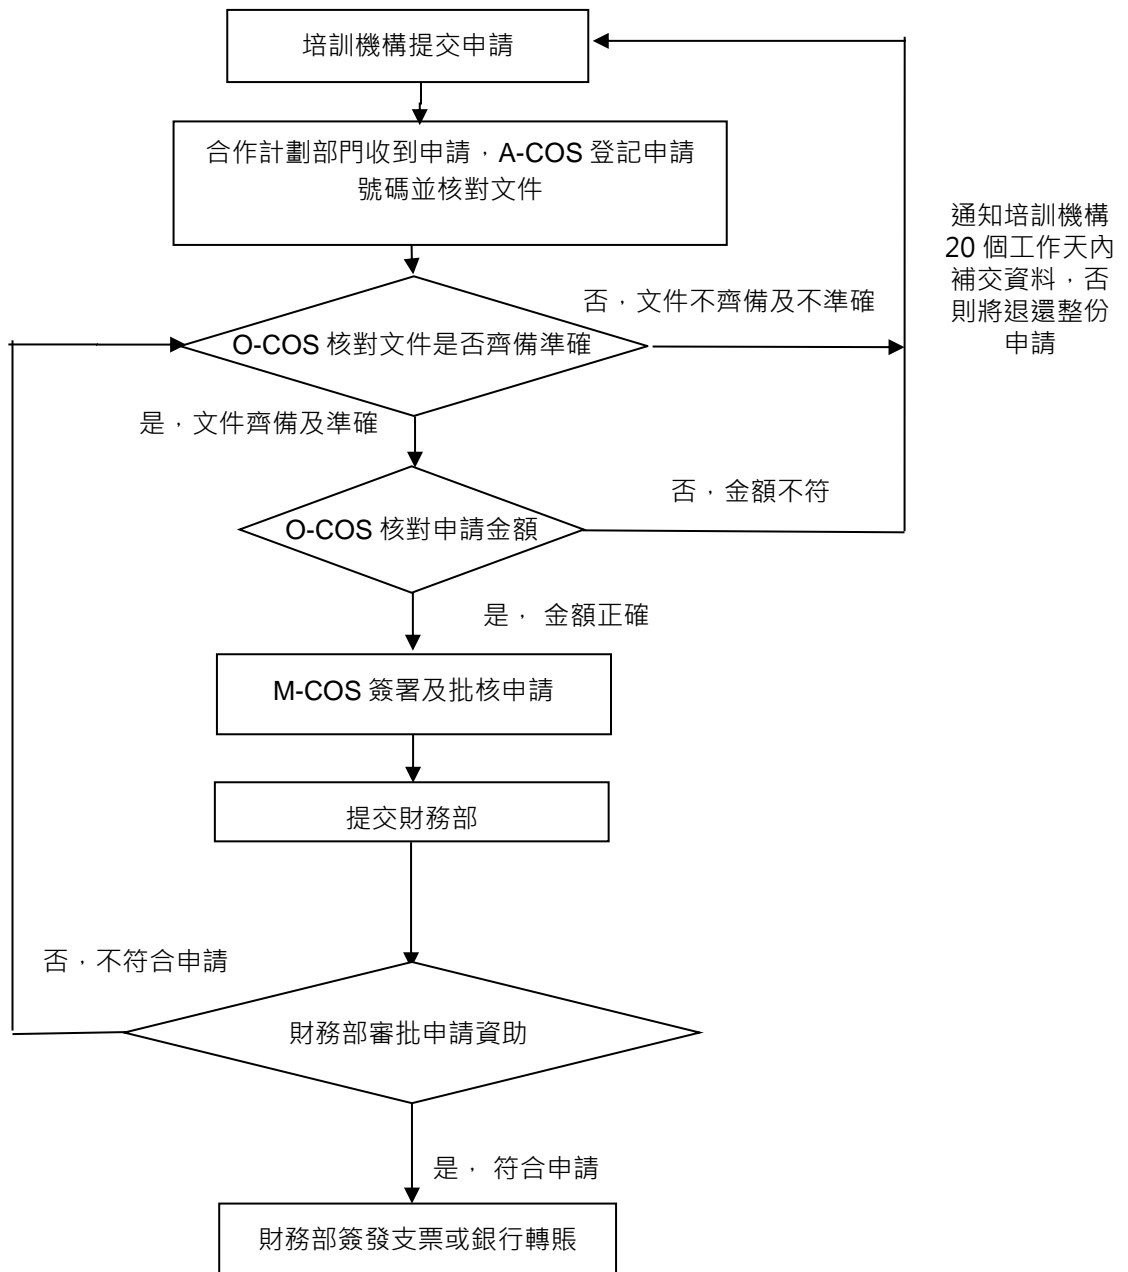 培訓機構提交申請
合作計劃部門收到申請，A-COS 登記申請
號碼並核對文件
通知培訓機構
20 個工作天內
補交資料，否
則將退還整份
申請
否，文件不齊備及不準確
O-COS 核對文件是否齊備準確
是，文件齊備及準確
否，金額不符
O-COS 核對申請金額
是， 金額正確
M-COS 簽署及批核申請
提交財務部
否，不符合申請
財務部審批申請資助
是， 符合申請
財務部簽發支票或銀行轉賬